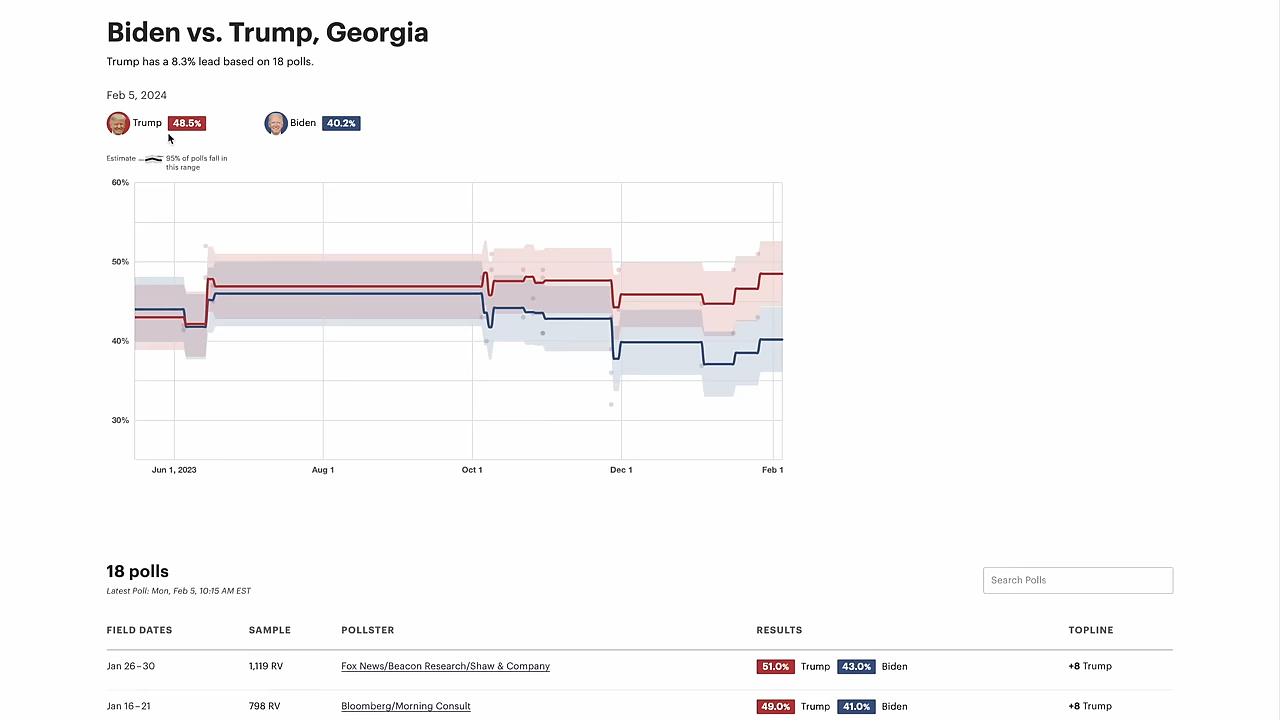 Biden vs. Trump, Georgia
Trump has a 8.3% lead based on 18 polls.
Feb 5, 2024
Trump 48.5% Biden 40.2%
Estimate 95% of polls fall in
this range
60%
50%
40%
30%
Jun 1, 2023 Aug 1 Oct 1 Dec 1 Feb 1
18 polls
Latest Poll: Mon, Feb 5, 10:15 AM EST
Search Polls
FIELD DATES SAMPLE POLLSTER RESULTS TOPLINE
Jan 26–30 1,119 RV Fox News/Beacon Research/Shaw & Company 51.0% Trump 43.0% Biden +8 Trump
Jan 16–21 798 RV Bloomberg/Morning Consult 49.0% Trump 41.0% Biden +8 Trump